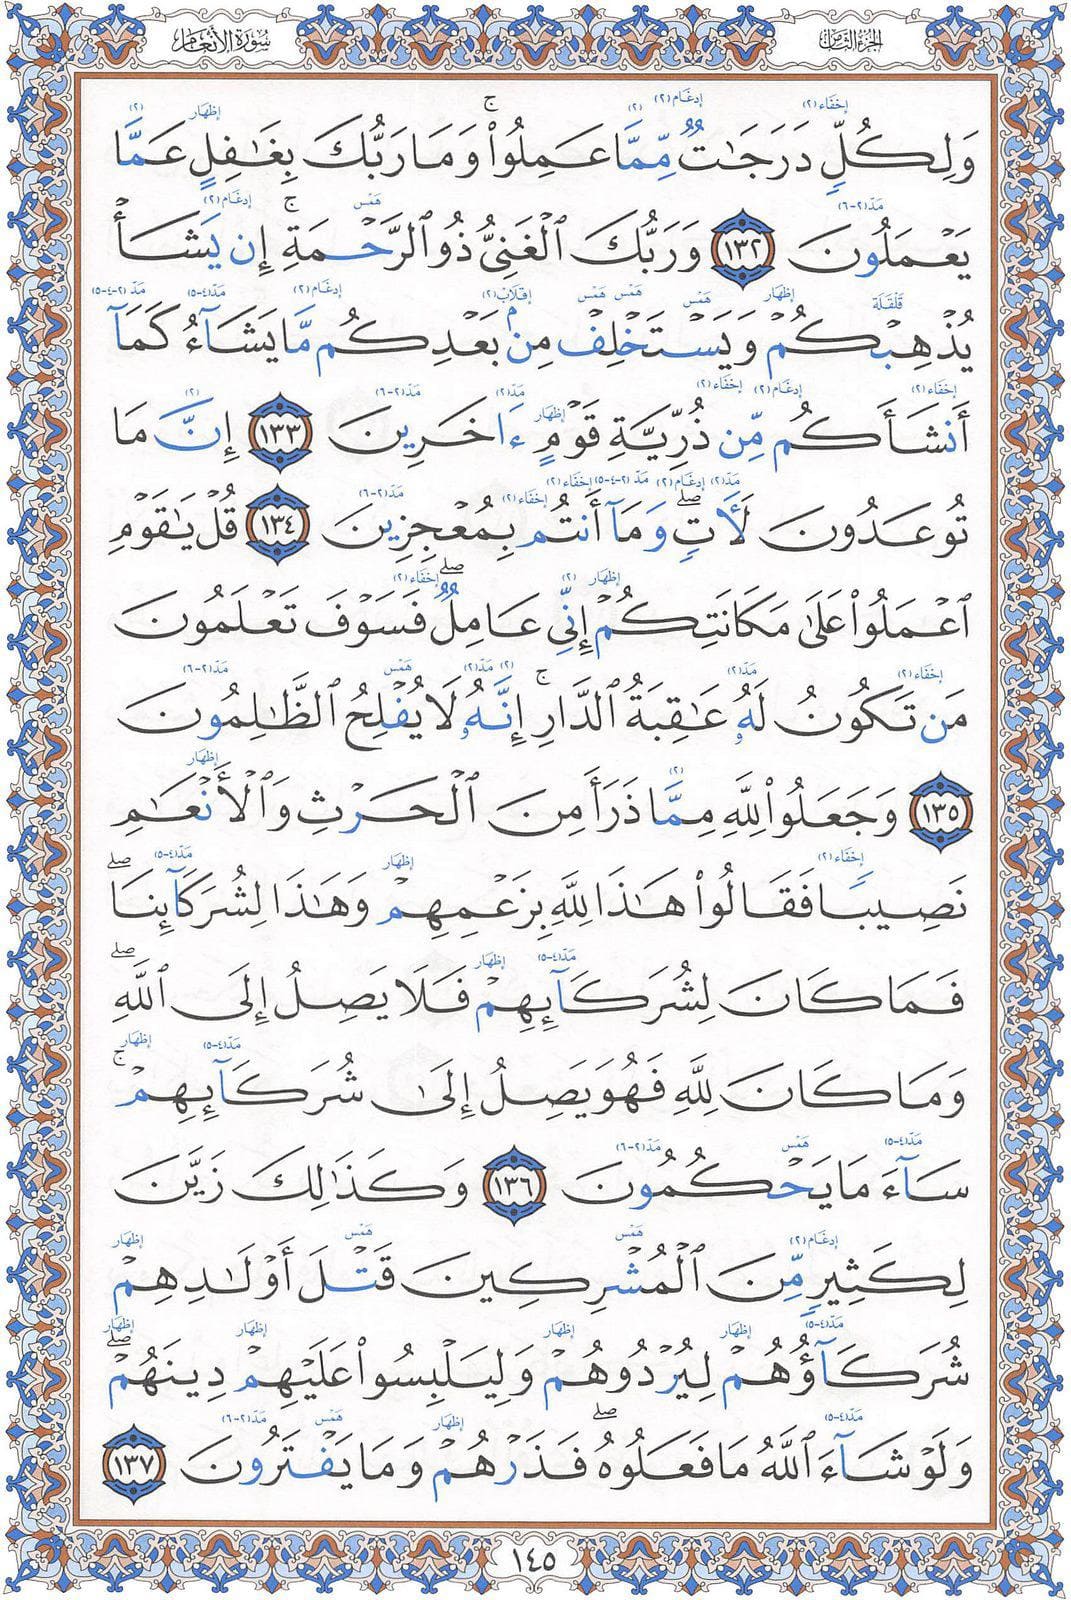 الجزء الثامن
سورة الأنعام
وَلِكُلٍّ دَرَجَٰتٌ مِّمَّا عَمِلُوا۟ ۚ وَمَا رَبُّكَ بِغَٰفِلٍ عَمَّا
يَعْمَلُونَ ١٣٢ وَرَبُّكَ ٱلْغَنِىُّ ذُو ٱلرَّحْمَةِ ۚ إِن يَشَأْ
يُذْهِبْكُمْ وَيَسْتَخْلِفْ مِنۢ بَعْدِكُم مَّا يَشَآءُ كَمَآ
أَنشَأَكُم مِّن ذُرِّيَّةِ قَوْمٍ ءَاخَرِينَ ١٣٣ إِنَّ مَا
تُوعَدُونَ لَءَاتٍ ۖ وَمَآ أَنتُم بِمُعْجِزِينَ ١٣٤ قُلْ يَٰقَوْمِ
ٱعْمَلُوا۟ عَلَىٰ مَكَانَتِكُمْ إِنِّى عَامِلٌ ۖ فَسَوْفَ تَعْلَمُونَ
مَن تَكُونُ لَهُۥ عَٰقِبَةُ ٱلدَّارِ ۚ إِنَّهُۥ لَا يُفْلِحُ ٱلظَّٰلِمُونَ
١٣٥ وَجَعَلُوا۟ لِلَّهِ مِمَّا ذَرَأَ مِنَ ٱلْحَرْثِ وَٱلْأَنْعَٰمِ
نَصِيبًا فَقَالُوا۟ هَٰذَا لِلَّهِ بِزَعْمِهِمْ وَهَٰذَا لِشُرَكَآئِنَا ۖ
فَمَا كَانَ لِشُرَكَآئِهِمْ فَلَا يَصِلُ إِلَى ٱللَّهِ ۖ
وَمَا كَانَ لِلَّهِ فَهُوَ يَصِلُ إِلَىٰ شُرَكَآئِهِمْ ۗ
سَآءَ مَا يَحْكُمُونَ ١٣٦ وَكَذَٰلِكَ زَيَّنَ
لِكَثِيرٍ مِّنَ ٱلْمُشْرِكِينَ قَتْلَ أَوْلَٰدِهِمْ
شُرَكَآؤُهُمْ لِيُرْدُوهُمْ وَلِيَلْبِسُوا۟ عَلَيْهِمْ دِينَهُمْ ۖ
وَلَوْ شَآءَ ٱللَّهُ مَا فَعَلُوهُ ۖ فَذَرْهُمْ وَمَا يَفْتَرُونَ ١٣٧
١٤٥